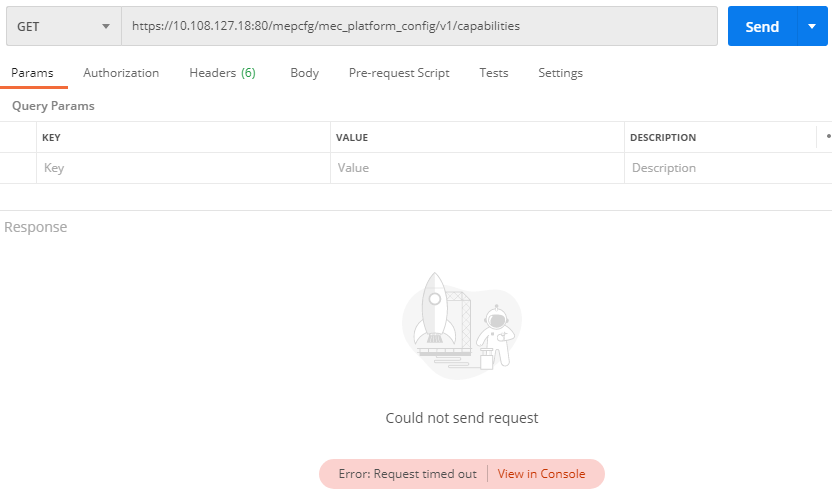 GET https://10.108.127.18:80/mepcfg/mec_platform_config/v1/capabilities Send
Params Authorization Headers (6) Body Pre-request Script Tests Settings
Query Params
KEY VALUE DESCRIPTION
Key Value Description
Response
Could not send request
Error: Request timed out View in Console